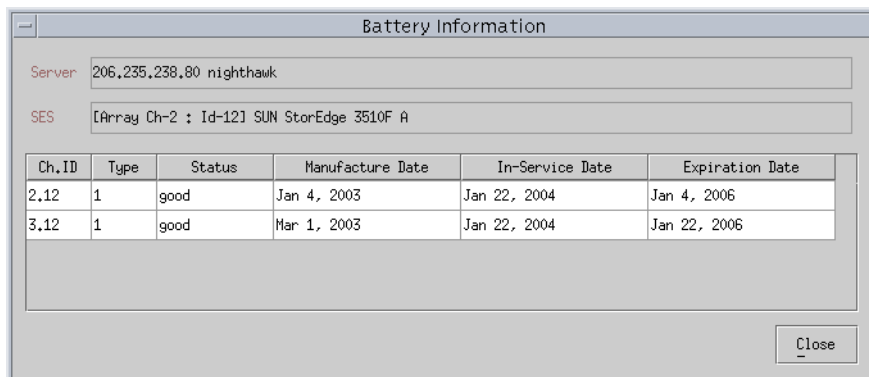 Battery Information
Server 206.235.238.80 nighthawk
SES [Array Ch-2 : Id-12] SUN StorEdge 3510F A
Ch.ID Type Status Manufacture Date In-Service Date Expiration Date
2.12 1 good Jan 4, 2003 Jan 22, 2004 Jan 4, 2006
3.12 1 good Mar 1, 2003 Jan 22, 2004 Jan 22, 2006
Close